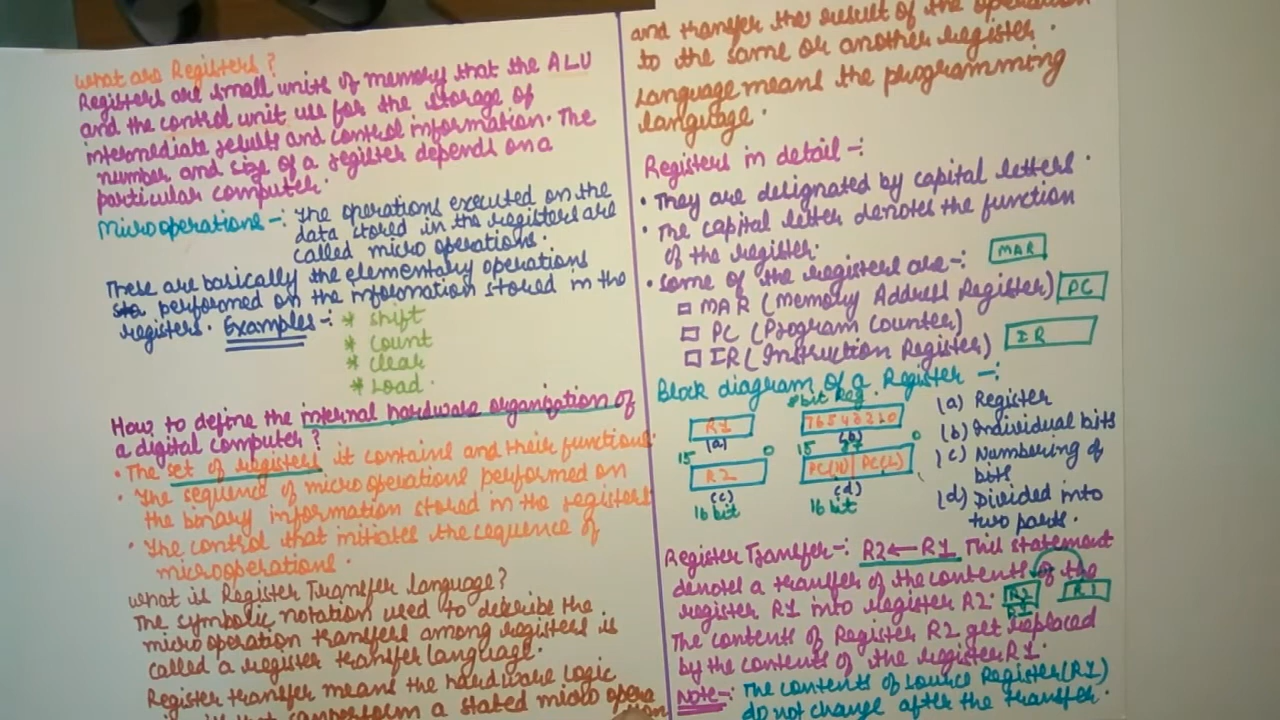 What are Registers?
Registers are small units of memory that the ALU
and the control unit use for the storage of
intermediate results and control information. The
number and size of a register depends on a
particular computer.
Microoperations -: The operations executed on the
data stored in the registers are
called micro operations.
These are basically the elementary operations
performed on the information stored in the
registers. Examples -:
* Shift
* Count
* Clear
* Load.
How to define the internal hardware organization of
a digital computer?
• The set of registers it contains and their functions.
• The sequence of microoperations performed on
the binary information stored in the registers
• The control that initiates the sequence of
microoperations.
What is Register Transfer language?
The symbolic notation used to describe the
micro operation transfers among registers is
called a register transfer language.
Register transfer means the hardware logic
that can perform a stated micro operation
and transfer the result of the operation
to the same or another register.
Language means the programming
language.
Registers in detail -:
• They are designated by capital letters.
• The capital letter denotes the function
of the register.
• Some of the registers are -:
MAR (Memory Address Register)
PC (Program Counter)
IR (Instruction Register)
MAR
PC
IR
Block diagram of a Register -:
R1
(a)
8 bit Reg.
7 6 5 4 3 2 1 0
(b)
15 0
R2
(c)
16 bit
15 0
PC(H) PC(L)
(d)
16 bit
(a) Register
(b) Individual bits
(c) Numbering of
bits
(d) Divided into
two parts.
Register Transfer -: R2 ← R1 This statement
denotes a transfer of the contents of the
register R1 into register R2.
R2
R1
R1
The contents of Register R2 get replaced
by the contents of the register R1.
Note -: The contents of source Register (R1)
do not change after the transfer.